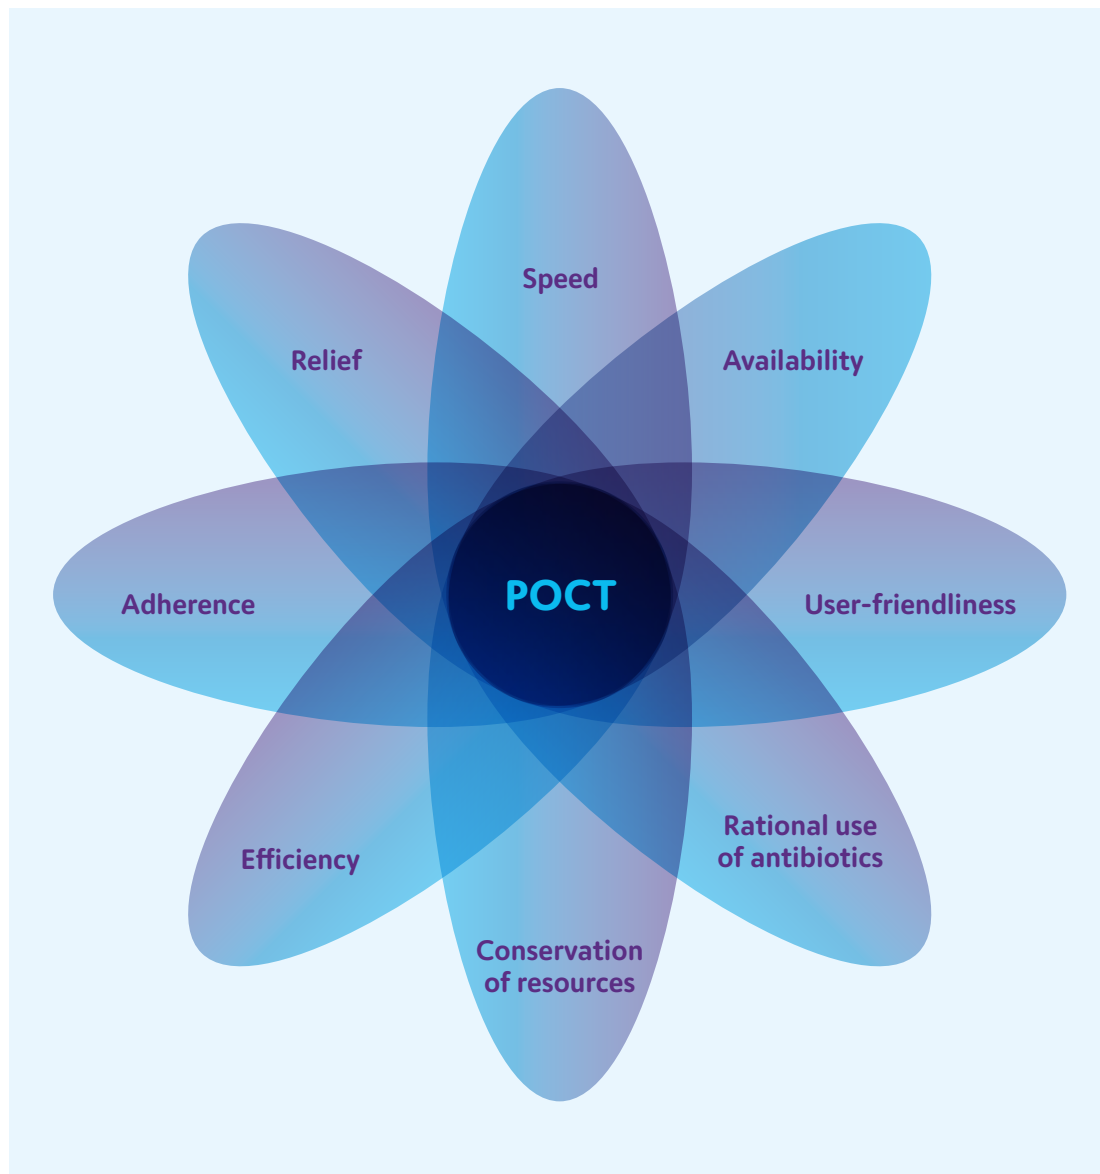 Speed
Relief
Availability
Adherence
POCT
User-friendliness
Rational use
of antibiotics
Efficiency
Conservation
of resources